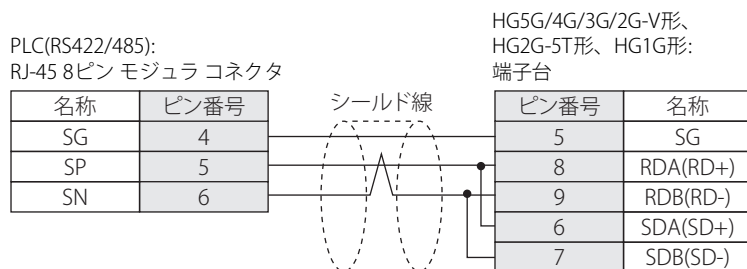 HG5G/4G/3G/2G-V形、
HG2G-5T形、HG1G形:
端子台
PLC(RS422/485):
RJ-45 8ピン モジュラ コネクタ
シールド線
名称 ピン番号
SG 4
SP 5
SN 6
ピン番号 名称
5 SG
8 RDA(RD+)
9 RDB(RD-)
6 SDA(SD+)
7 SDB(SD-)